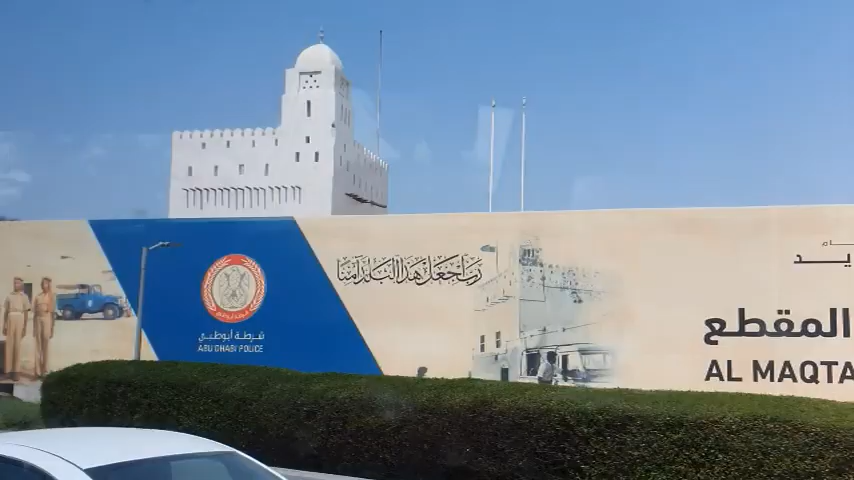 رب اجعل هذا البلد آمنا
شرطة أبوظبي
ABU DHABI POLICE
المقطع
AL MAQTA